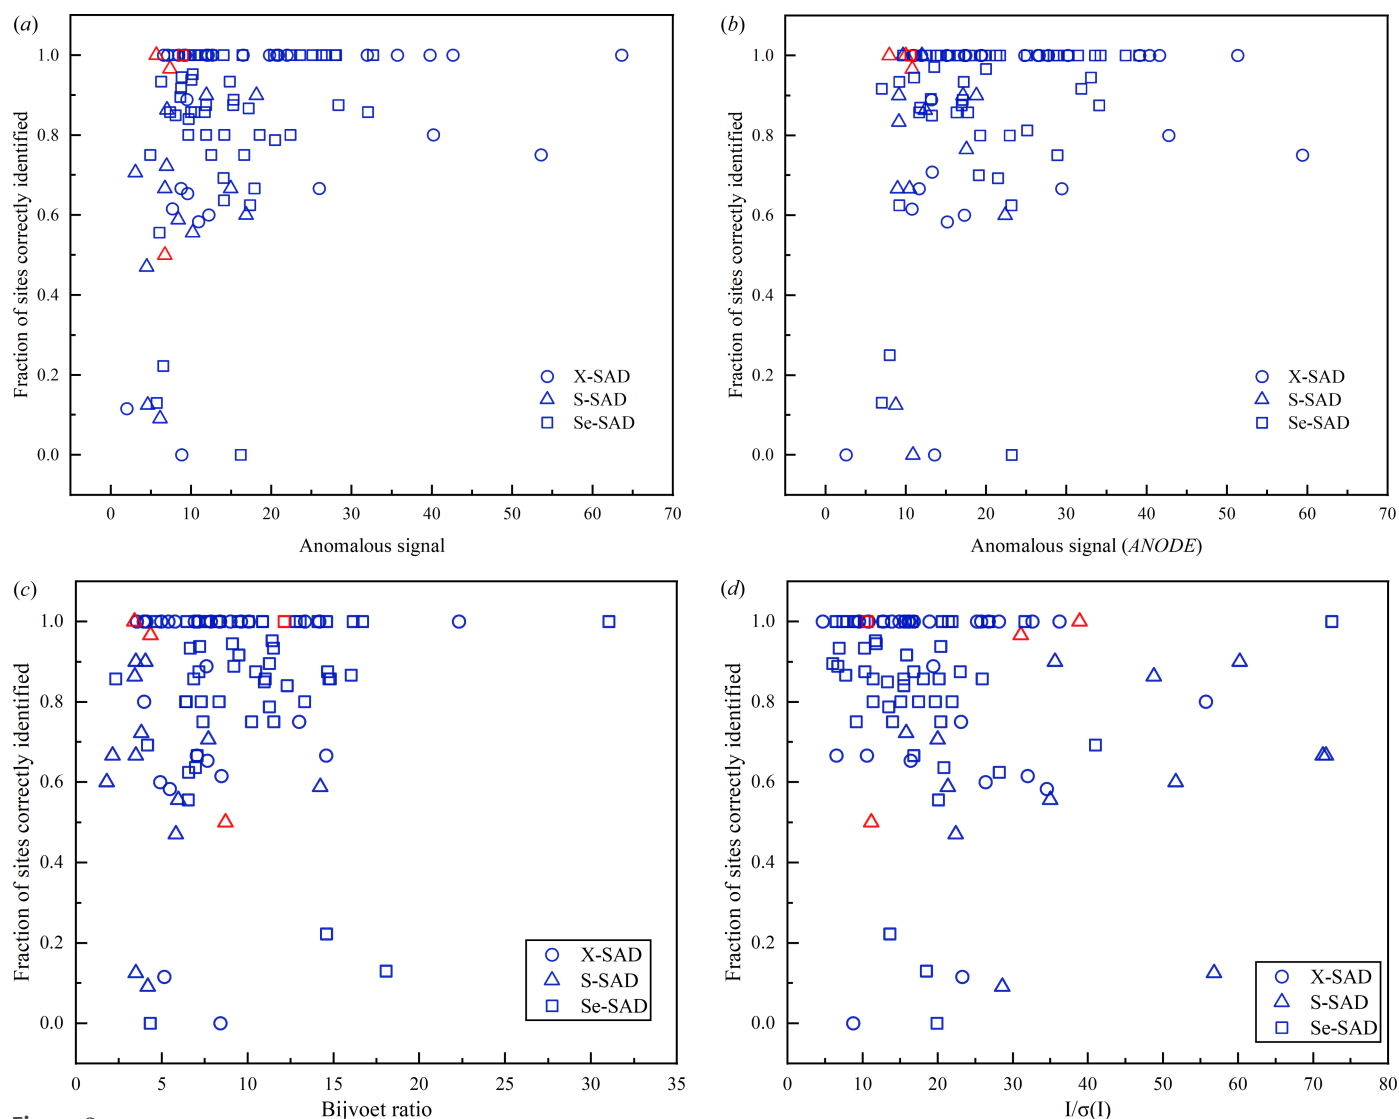 (a)
1.0
0.8
0.6
0.4
0.2
0.0
Fraction of sites correctly identified
X-SAD
S-SAD
Se-SAD
0 10 20 30 40 50 60 70
Anomalous signal
(b)
1.0
0.8
0.6
0.4
0.2
0.0
Fraction of sites correctly identified
X-SAD
S-SAD
Se-SAD
0 10 20 30 40 50 60 70
Anomalous signal (ANODE)
(c)
1.0
0.8
0.6
0.4
0.2
0.0
Fraction of sites correctly identified
X-SAD
S-SAD
Se-SAD
0 5 10 15 20 25 30 35
Bijvoet ratio
(d)
1.0
0.8
0.6
0.4
0.2
0.0
Fraction of sites correctly identified
X-SAD
S-SAD
Se-SAD
0 10 20 30 40 50 60 70 80
I/σ(I)